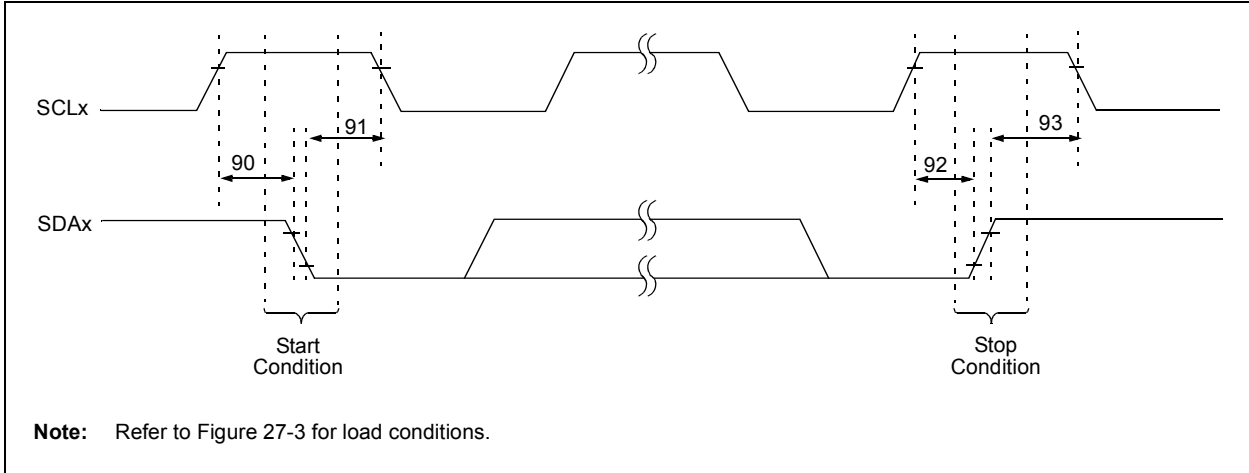 SCLx
91
93
90
92
SDAx
Start
Condition
Stop
Condition
Note: Refer to Figure 27-3 for load conditions.